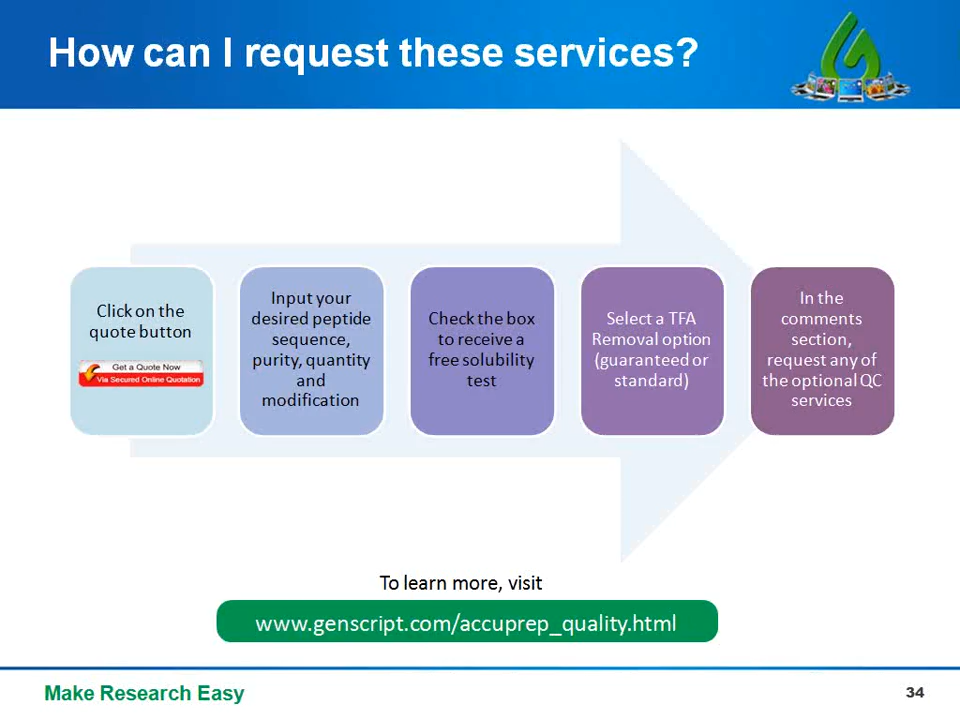 How can I request these services?
Click on the
quote button
Get a Quote Now
Via Secured Online Quotation
Input your
desired peptide
sequence,
purity, quantity
and
modification
Check the box
to receive a
free solubility
test
Select a TFA
Removal option
(guaranteed or
standard)
In the
comments
section,
request any of
the optional QC
services
To learn more, visit
www.genscript.com/accuprep_quality.html
Make Research Easy
34